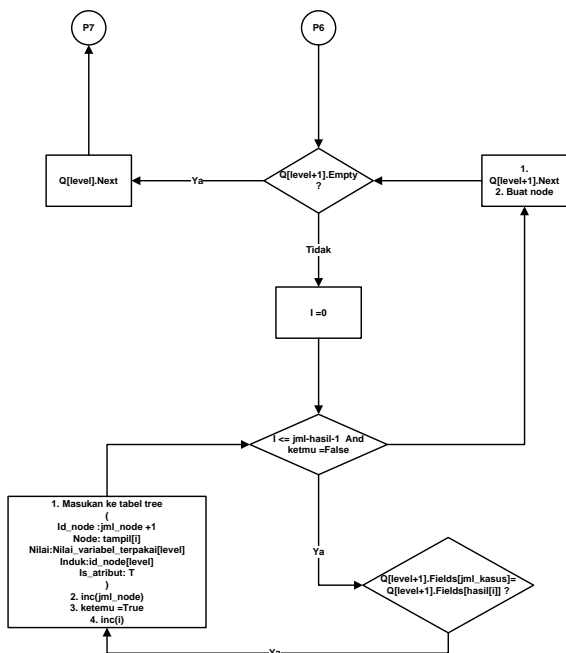 P7
P6
Q[level].Next
Ya
Q[level+1].Empty
?
1.
Q[level+1].Next
2. Buat node
Tidak
I =0
I <= jml-hasil-1  And
ketmu =False
1. Masukan ke tabel tree
(
Id_node :jml_node +1
Node: tampil[i]
Nilai:Nilai_variabel_terpakai[level]
Induk:id_node[level]
Is_atribut: T
)
2. inc(jml_node)
3. ketemu =True
4. inc(i)
Ya
Q[level+1].Fields[jml_kasus]=
Q[level+1].Fields[hasil[i]] ?
Ya